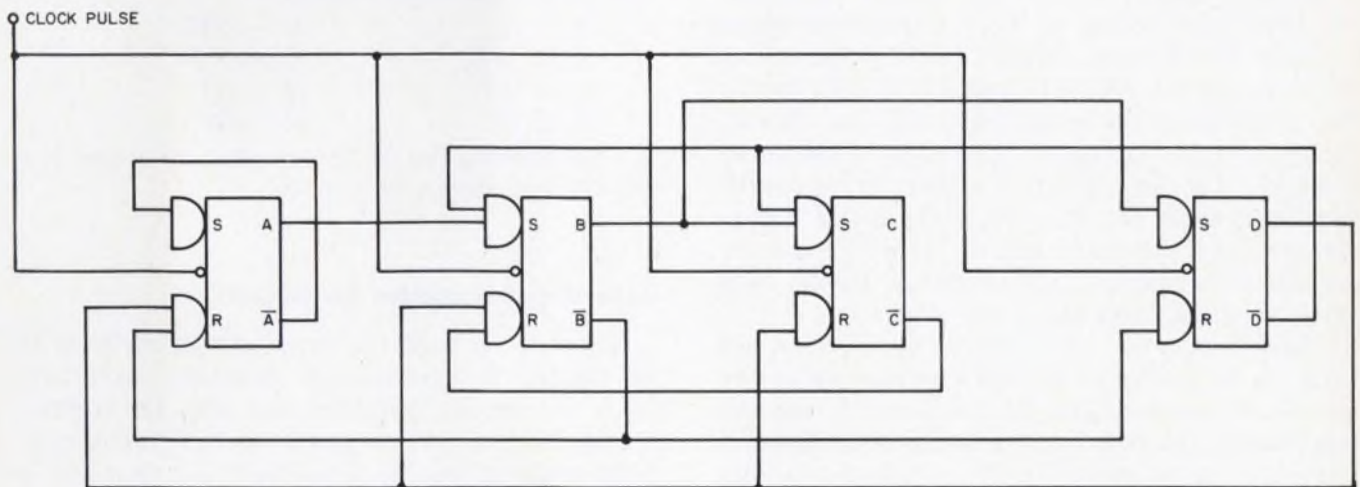 CLOCK PULSE
S A S B S C S D
R A̅ R B̅ R C̅ R D̅